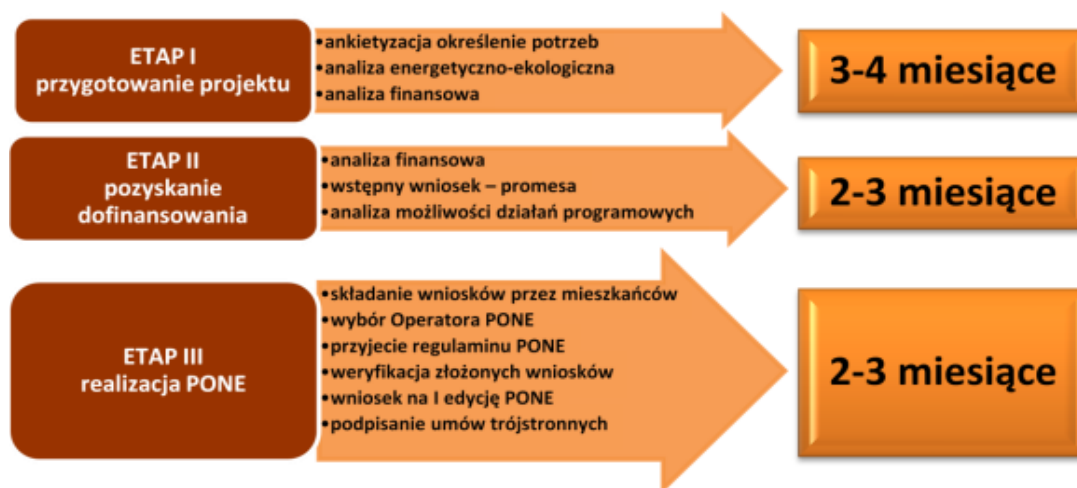 ETAP I
przygotowanie projektu
•ankietyzacja określenie potrzeb
•analiza energetyczno-ekologiczna
•analiza finansowa
3-4 miesiące
ETAP II
pozyskanie
dofinansowania
•analiza finansowa
•wstępny wniosek – promesa
•analiza możliwości działań programowych
2-3 miesiące
ETAP III
realizacja PONE
•składanie wniosków przez mieszkańców
•wybór Operatora PONE
•przyjecie regulaminu PONE
•weryfikacja złożonych wniosków
•wniosek na I edycję PONE
•podpisanie umów trójstronnych
2-3 miesiące